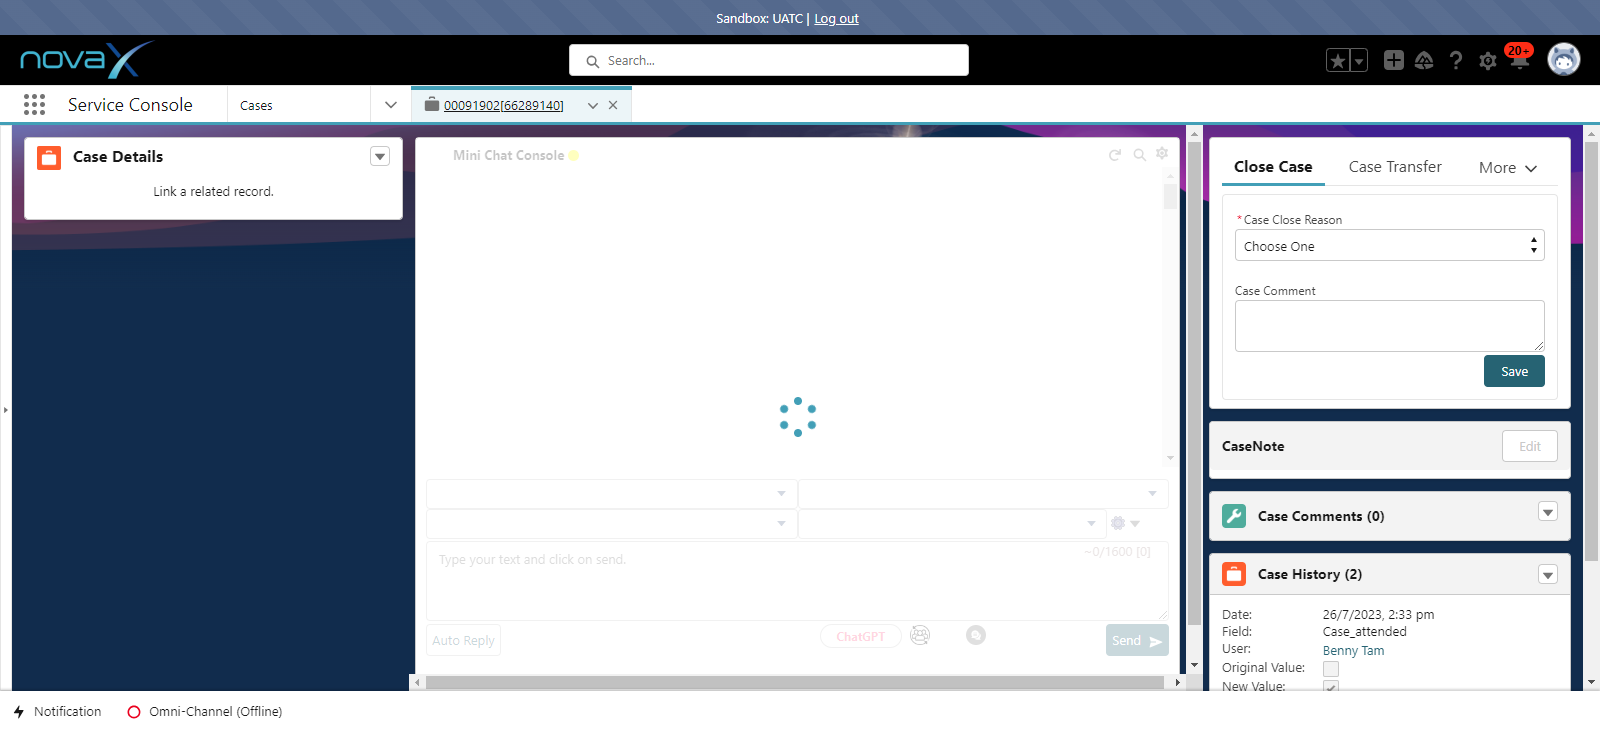 Sandbox: UATC | Log out
novaX
Search...
20+
Service Console
Cases
00091902[66289140]
Case Details
Link a related record.
Mini Chat Console
Type your text and click on send.
~0/1600 [0]
Auto Reply
ChatGPT
Send
Close Case
Case Transfer
More
*Case Close Reason
Choose One
Case Comment
Save
CaseNote
Edit
Case Comments (0)
Case History (2)
Date: 26/7/2023, 2:33 pm
Field: Case_attended
User: Benny Tam
Original Value:
New Value:
Notification
Omni-Channel (Offline)